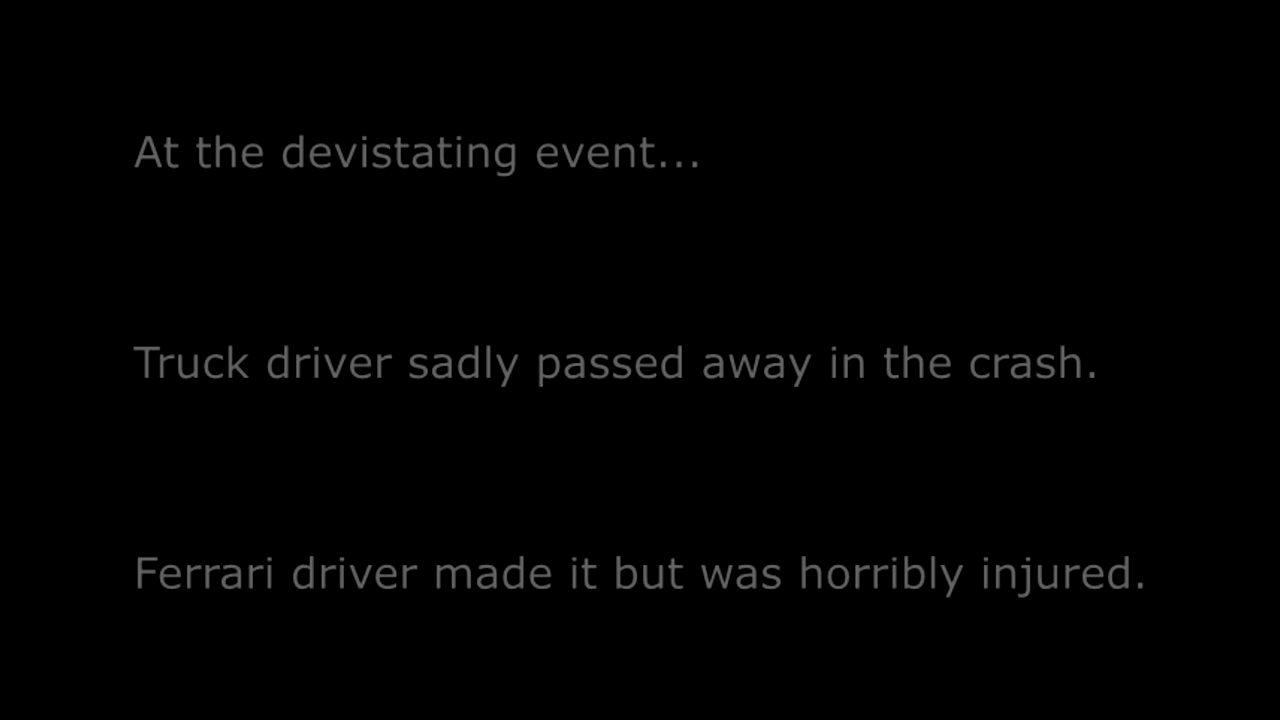 At the devistating event...
Truck driver sadly passed away in the crash.
Ferrari driver made it but was horribly injured.